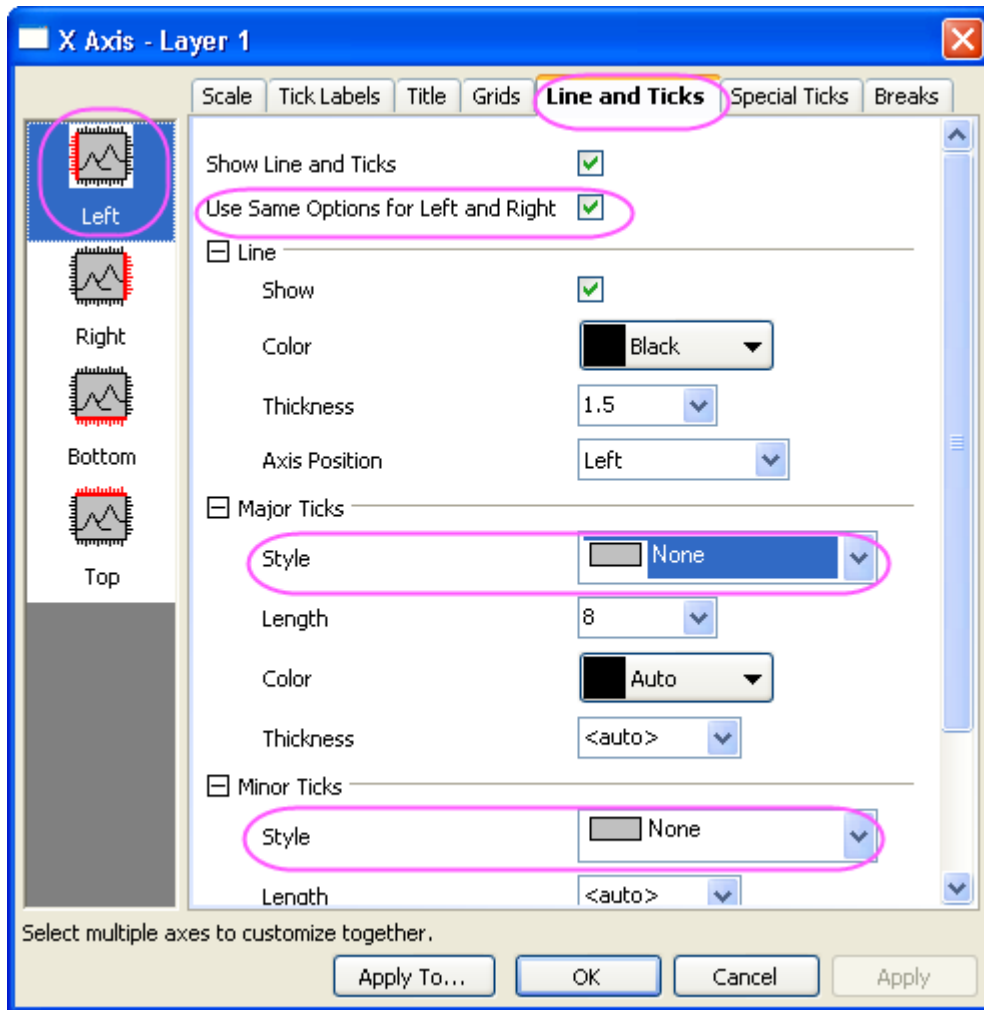 X Axis - Layer 1
Scale Tick Labels Title Grids Line and Ticks Special Ticks Breaks
Left
Right
Bottom
Top
Show Line and Ticks
Use Same Options for Left and Right
Line
Show
Color Black
Thickness 1.5
Axis Position Left
Major Ticks
Style None
Length 8
Color Auto
Thickness <auto>
Minor Ticks
Style None
Length <auto>
Select multiple axes to customize together.
Apply To... OK Cancel Apply